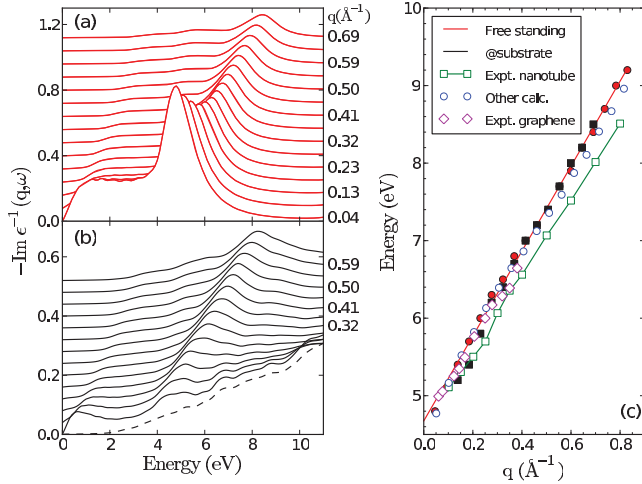 (a)
q(Å⁻¹)
1.2
0.8
0.4
0.0
0.69
0.59
0.50
0.41
0.32
0.23
0.13
0.04
−Im ϵ⁻¹(q,ω)
(b)
0.6
0.4
0.2
0.0
0.59
0.50
0.41
0.32
0 2 4 6 8 10
Energy (eV)
Free standing
@substrate
Expt. nanotube
Other calc.
Expt. graphene
Energy (eV)
10
9
8
7
6
5
(c)
0.0 0.2 0.4 0.6 0.8
q (Å⁻¹)